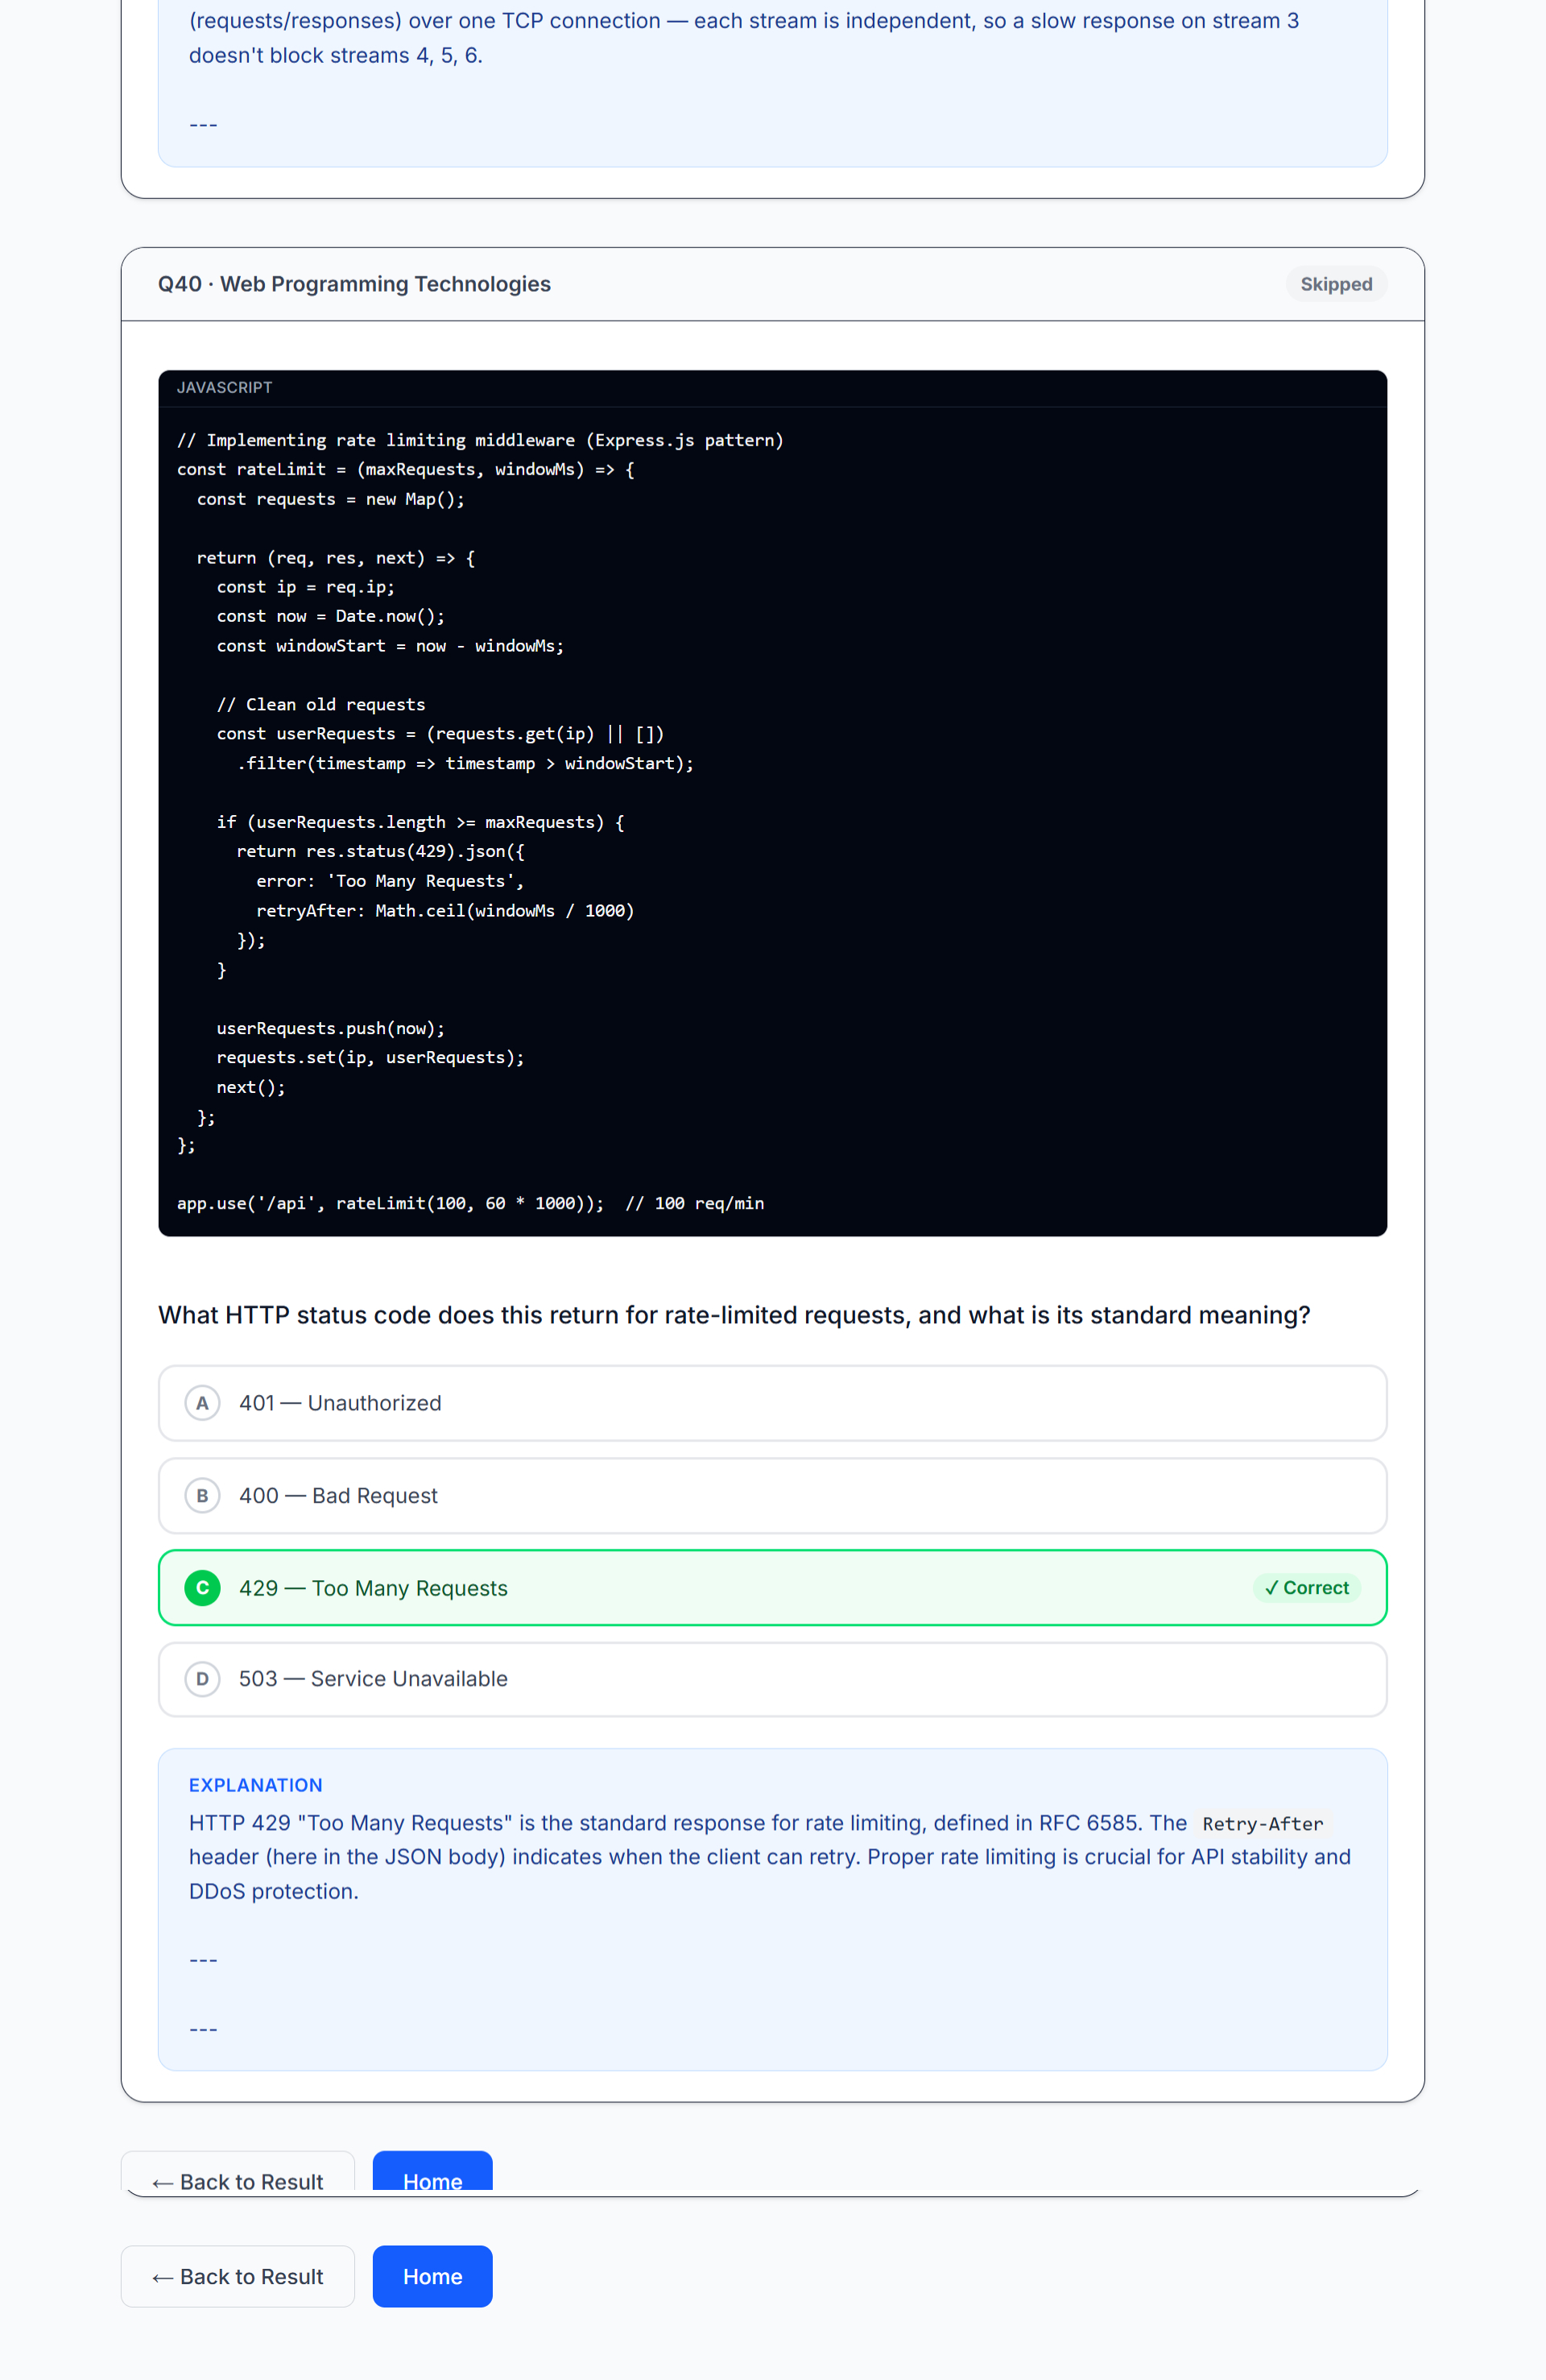 (requests/responses) over one TCP connection — each stream is independent, so a slow response on stream 3
doesn't block streams 4, 5, 6.
---
Q40 · Web Programming Technologies
Skipped
JAVASCRIPT
// Implementing rate limiting middleware (Express.js pattern)
const rateLimit = (maxRequests, windowMs) => {
  const requests = new Map();

  return (req, res, next) => {
    const ip = req.ip;
    const now = Date.now();
    const windowStart = now - windowMs;

    // Clean old requests
    const userRequests = (requests.get(ip) || [])
      .filter(timestamp => timestamp > windowStart);

    if (userRequests.length >= maxRequests) {
      return res.status(429).json({
        error: 'Too Many Requests',
        retryAfter: Math.ceil(windowMs / 1000)
      });
    }

    userRequests.push(now);
    requests.set(ip, userRequests);
    next();
  };
};

app.use('/api', rateLimit(100, 60 * 1000));  // 100 req/min
What HTTP status code does this return for rate-limited requests, and what is its standard meaning?
A 401 — Unauthorized
B 400 — Bad Request
C 429 — Too Many Requests ✓ Correct
D 503 — Service Unavailable
EXPLANATION
HTTP 429 "Too Many Requests" is the standard response for rate limiting, defined in RFC 6585. The Retry-After
header (here in the JSON body) indicates when the client can retry. Proper rate limiting is crucial for API stability and
DDoS protection.
---
---
← Back to Result Home
← Back to Result Home